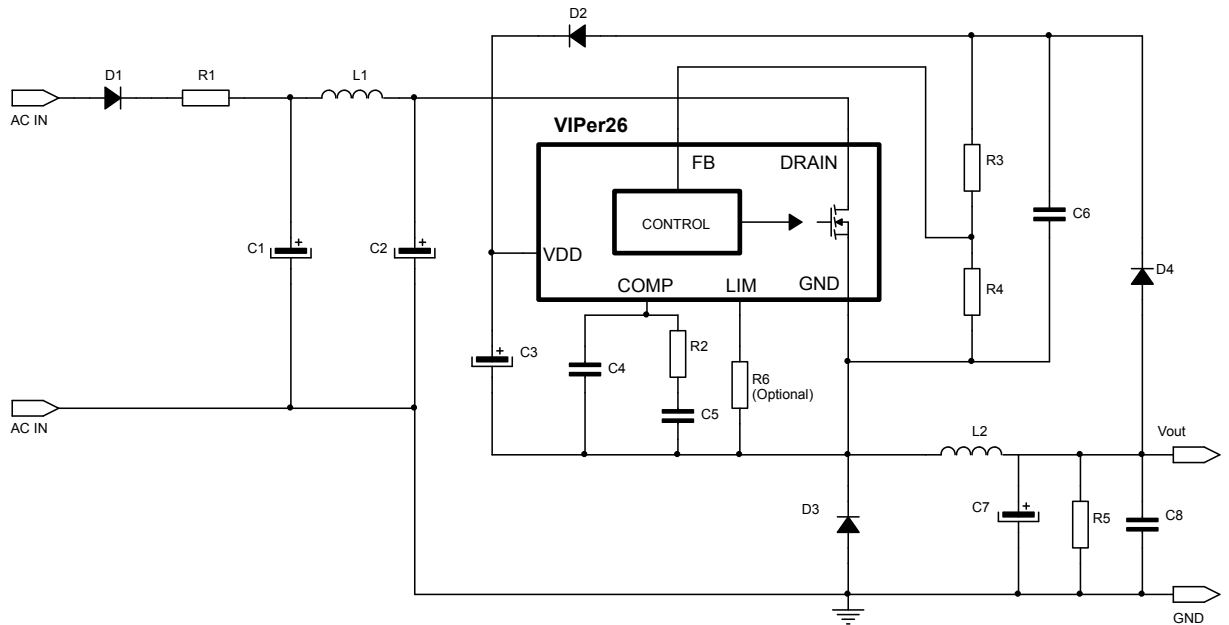 D2
D1
R1
L1
AC IN
VIPer26
FB
DRAIN
R3
CONTROL
C6
C1
+
C2
+
VDD
D4
COMP
LIM
GND
R4
C3
+
C4
R2
R6
(Optional)
C5
AC IN
L2
Vout
D3
C7
+
R5
C8
GND